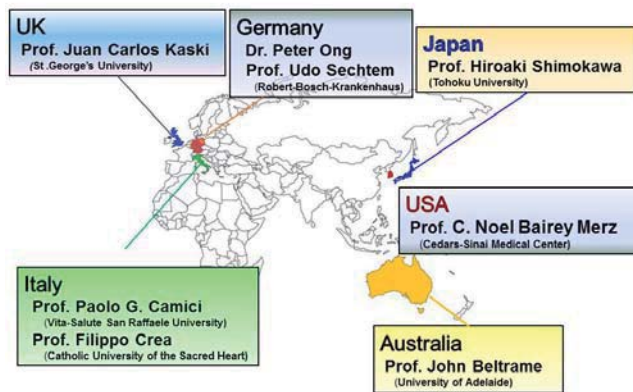 UK
Prof. Juan Carlos Kaski
(St .George's University)
Germany
Dr. Peter Ong
Prof. Udo Sechtem
(Robert-Bosch-Krankenhaus)
Japan
Prof. Hiroaki Shimokawa
(Tohoku University)
USA
Prof. C. Noel Bairey Merz
(Cedars-Sinai Medical Center)
Italy
Prof. Paolo G. Camici
(Vita-Salute San Raffaele University)
Prof. Filippo Crea
(Catholic University of the Sacred Heart)
Australia
Prof. John Beltrame
(University of Adelaide)